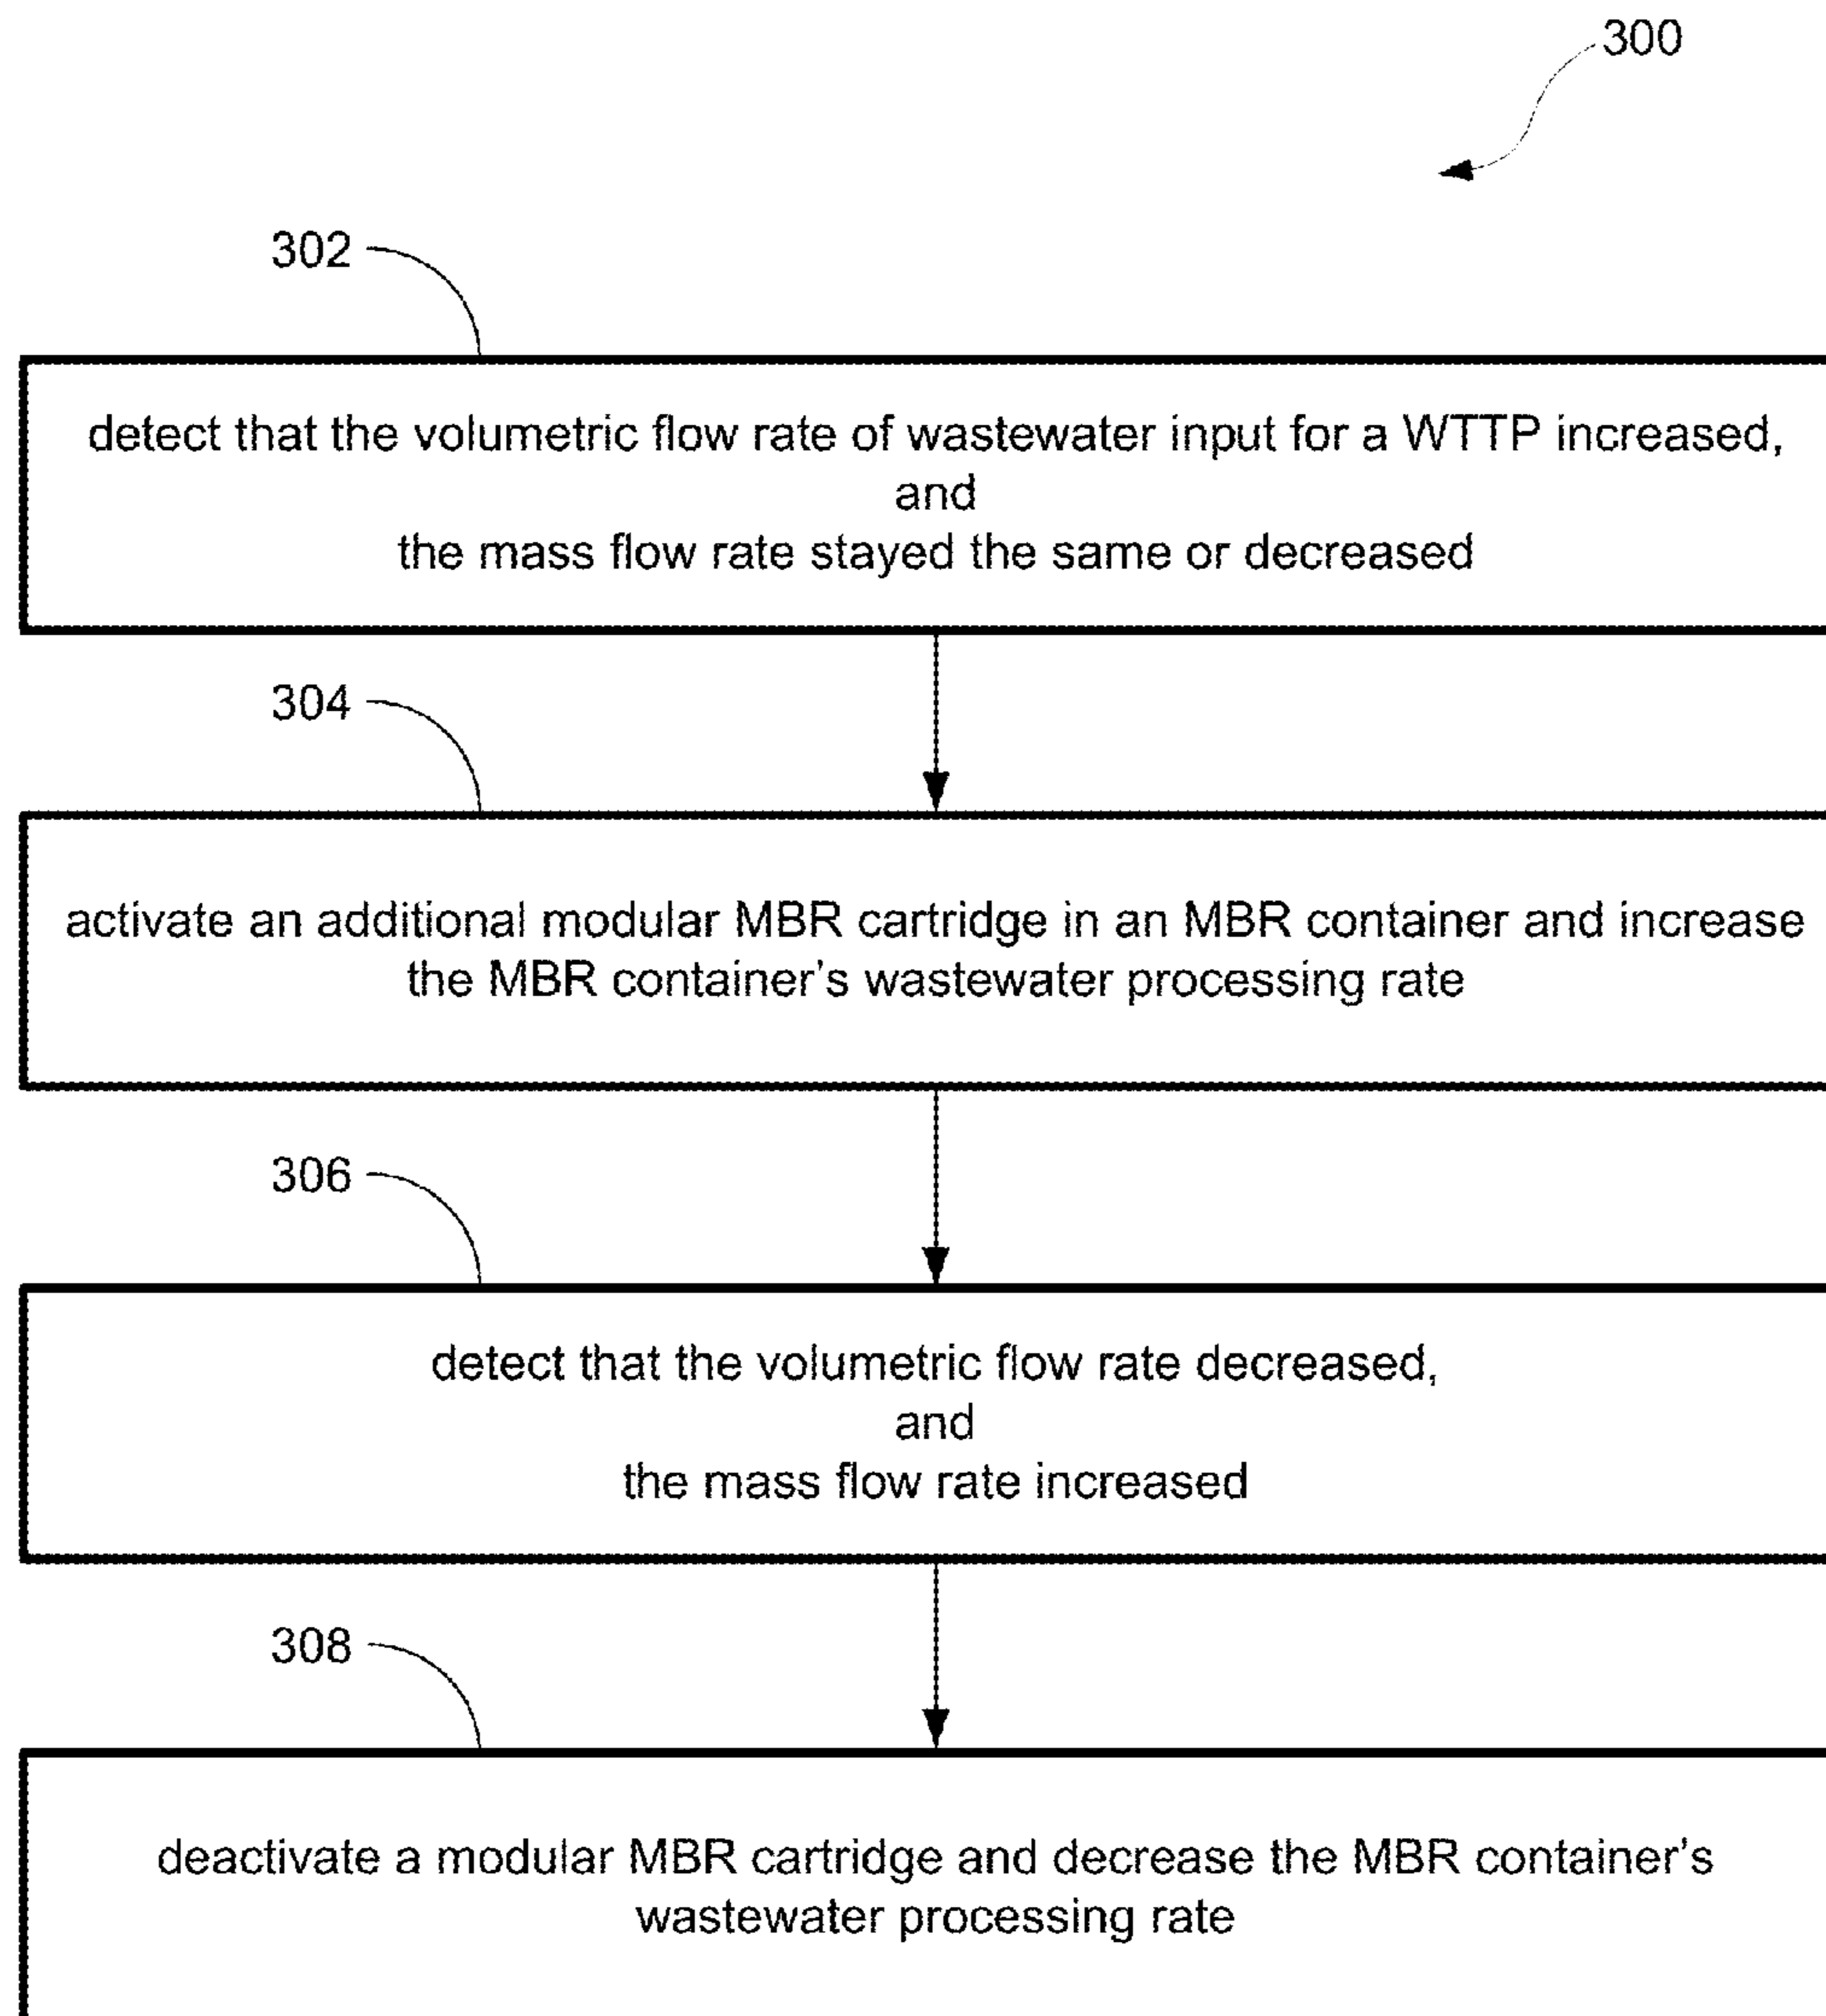 300
302
detect that the volumetric flow rate of wastewater input for a WTTP increased,
and
the mass flow rate stayed the same or decreased
304
activate an additional modular MBR cartridge in an MBR container and increase
the MBR container's wastewater processing rate
306
detect that the volumetric flow rate decreased,
and
the mass flow rate increased
308
deactivate a modular MBR cartridge and decrease the MBR container's
wastewater processing rate